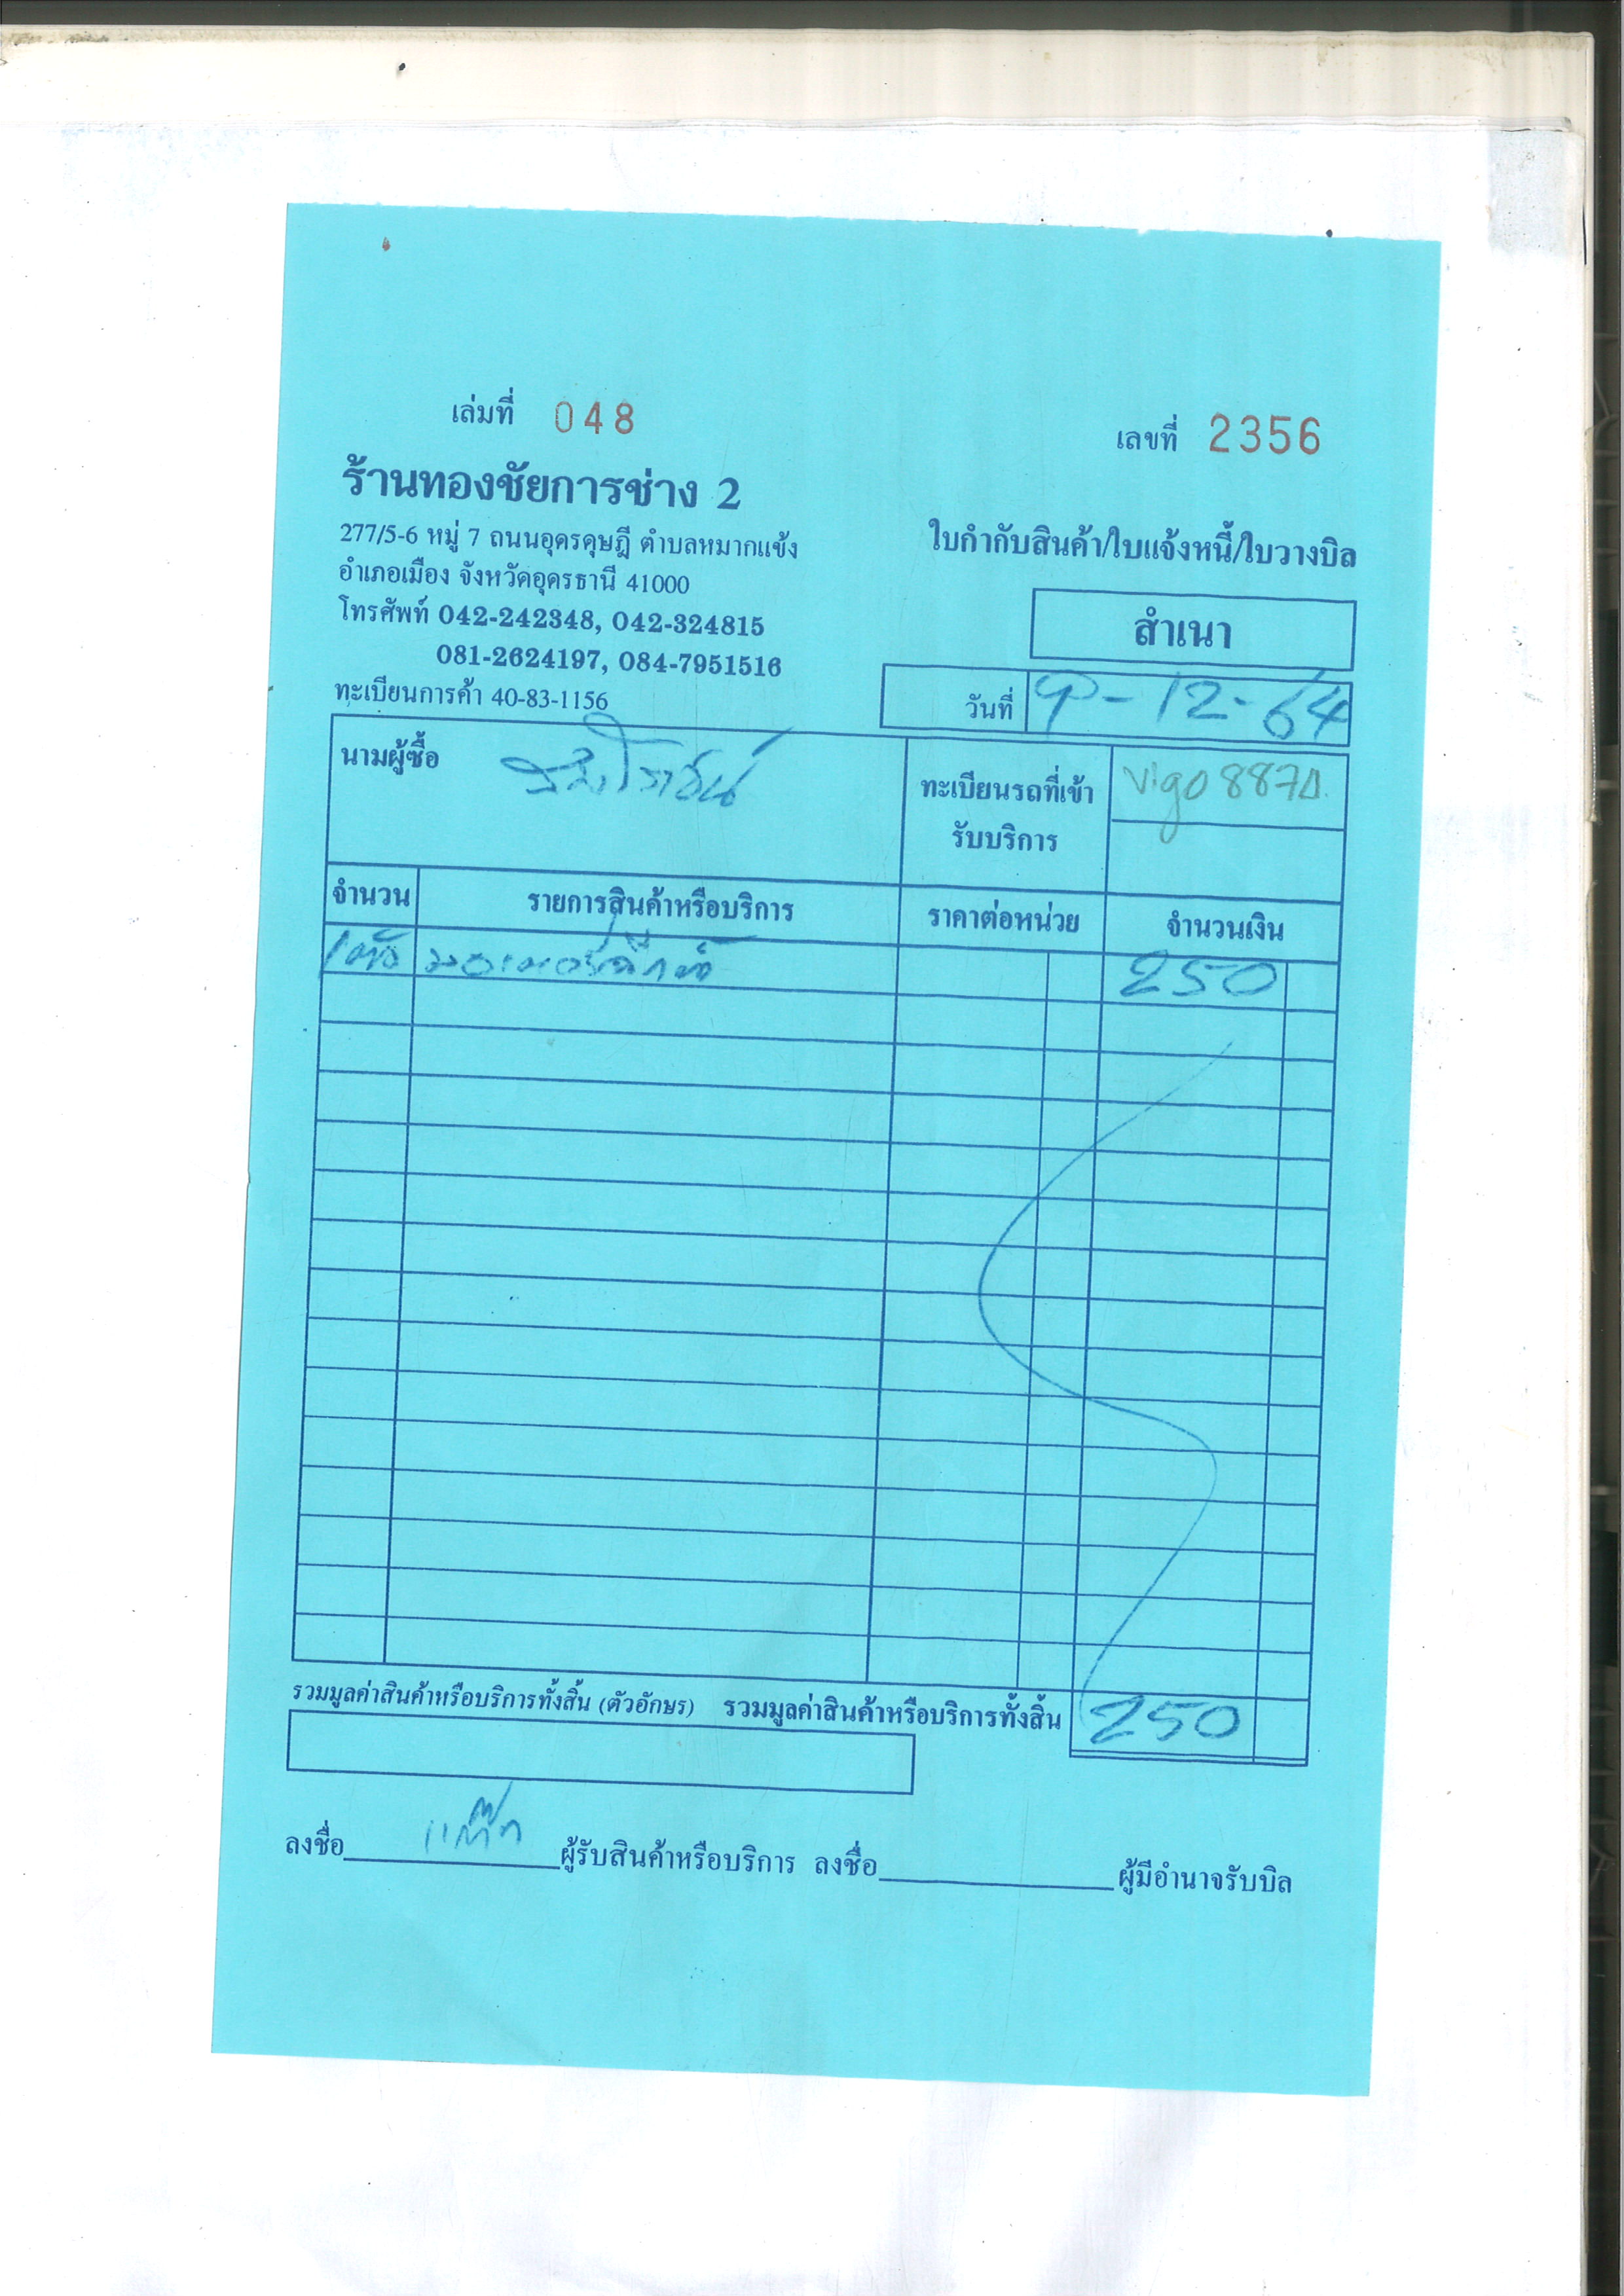 เล่มที่ 048
เลขที่ 2356
ร้านทองชัยการช่าง 2
277/5-6 หมู่ 7 ถนนอุดรดุษฎี ตำบลหมากแข้ง
อำเภอเมือง จังหวัดอุดรธานี 41000
โทรศัพท์ 042-242348, 042-324815
081-2624197, 084-7951516
ทะเบียนการค้า 40-83-1156
ใบกำกับสินค้า/ใบแจ้งหนี้/ใบวางบิล
สำเนา
วันที่ 9-12-64
นามผู้ซื้อ
ทะเบียนรถที่เข้า
รับบริการ
Vigo
จำนวน รายการสินค้าหรือบริการ ราคาต่อหน่วย จำนวนเงิน
250
รวมมูลค่าสินค้าหรือบริการทั้งสิ้น (ตัวอักษร) รวมมูลค่าสินค้าหรือบริการทั้งสิ้น 250
ลงชื่อ ผู้รับสินค้าหรือบริการ ลงชื่อ ผู้มีอำนาจรับบิล